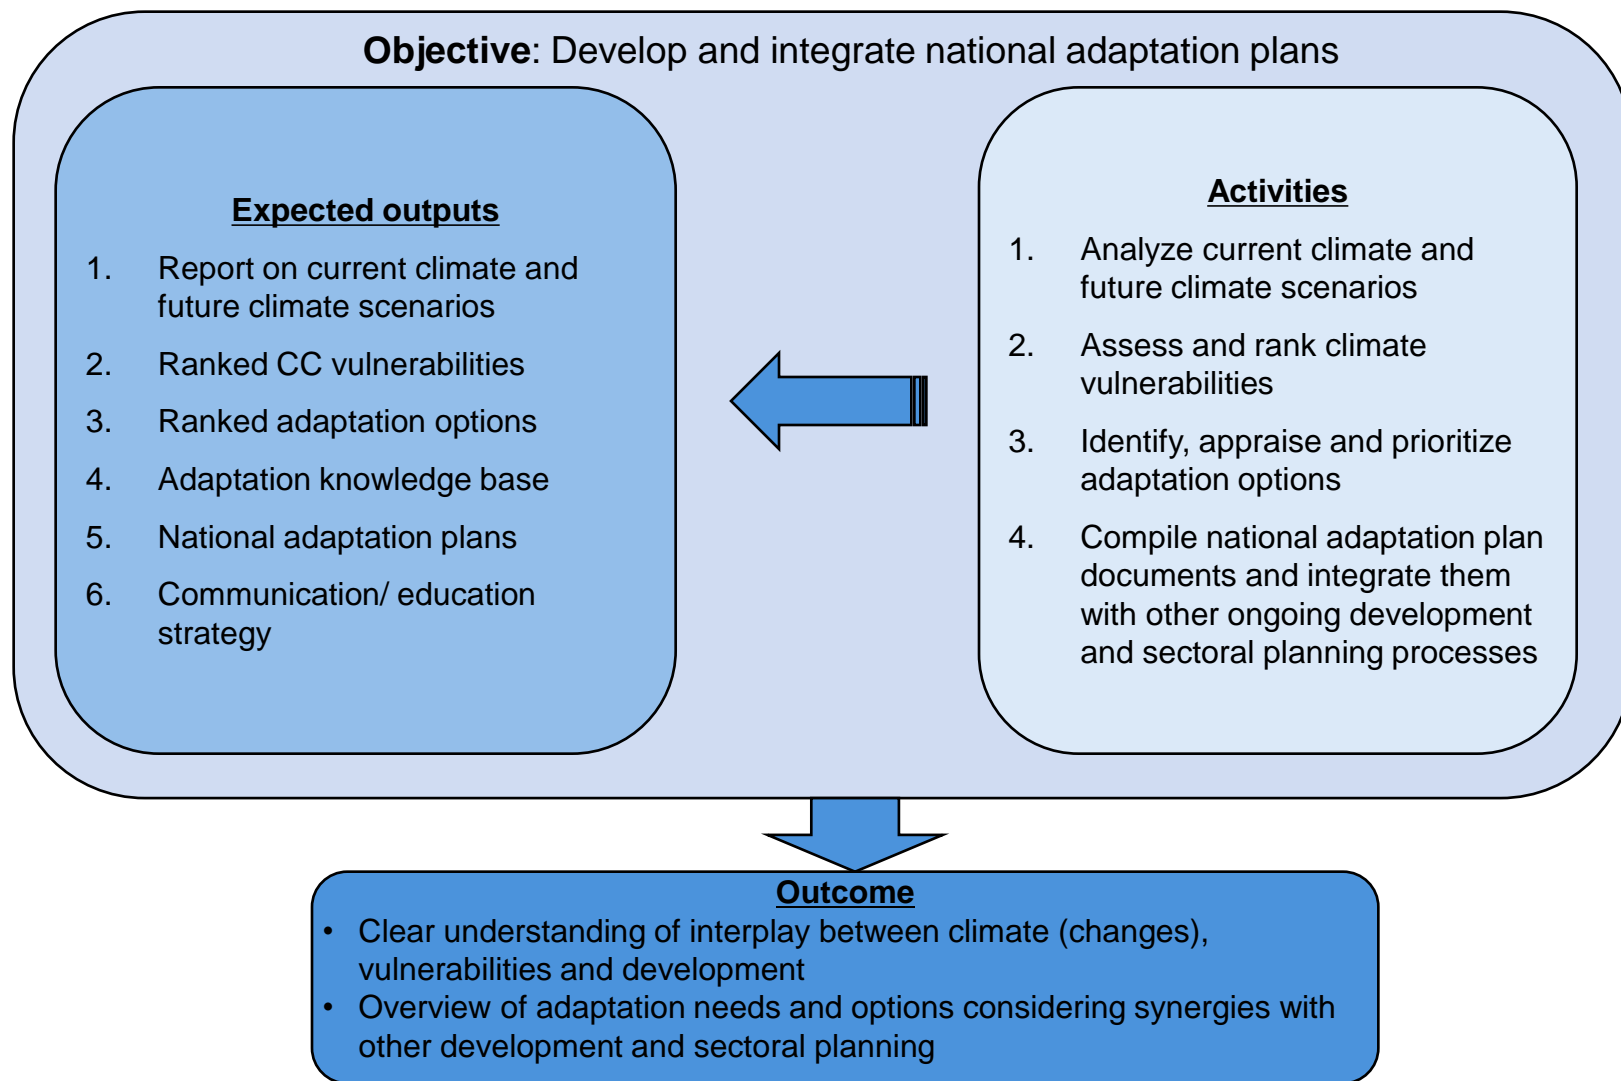 Objective: Develop and integrate national adaptation plans
Expected outputs
1. Report on current climate and
future climate scenarios
2. Ranked CC vulnerabilities
3. Ranked adaptation options
4. Adaptation knowledge base
5. National adaptation plans
6. Communication/ education
strategy
Activities
1. Analyze current climate and
future climate scenarios
2. Assess and rank climate
vulnerabilities
3. Identify, appraise and prioritize
adaptation options
4. Compile national adaptation plan
documents and integrate them
with other ongoing development
and sectoral planning processes
Outcome
• Clear understanding of interplay between climate (changes),
vulnerabilities and development
• Overview of adaptation needs and options considering synergies with
other development and sectoral planning